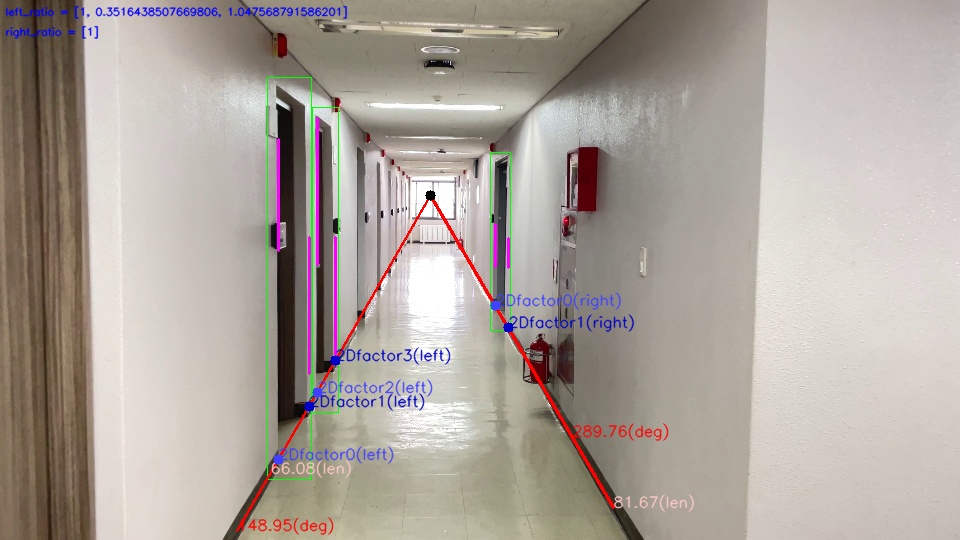 left_ratio = [1, 0.3516438507669806, 1.047568791586201]
right_ratio = [1]
2Dfactor0(right)
2Dfactor1(right)
2Dfactor3(left)
2Dfactor2(left)
2Dfactor1(left)
289.76(deg)
2Dfactor0(left)
66.08(len)
81.67(len)
48.95(deg)